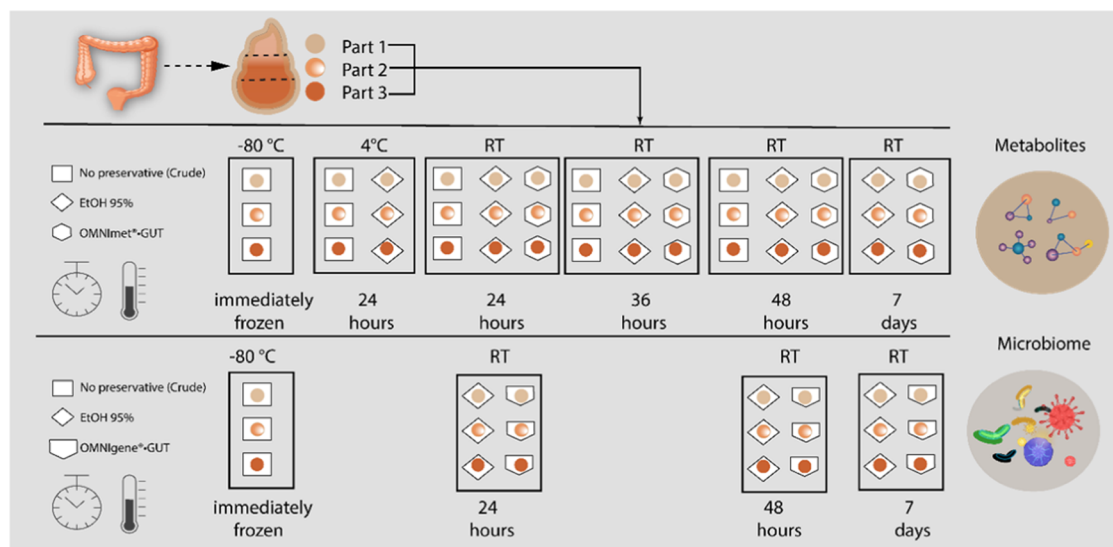 Part 1
Part 2
Part 3
-80 °C
4°C
RT
RT
RT
RT
Metabolites
No preservative (Crude)
EtOH 95%
OMNImet*-GUT
immediately
frozen
24
hours
24
hours
36
hours
48
hours
7
days
-80 °C
RT
RT
RT
Microbiome
No preservative (Crude)
EtOH 95%
OMNIgene*-GUT
immediately
frozen
24
hours
48
hours
7
days